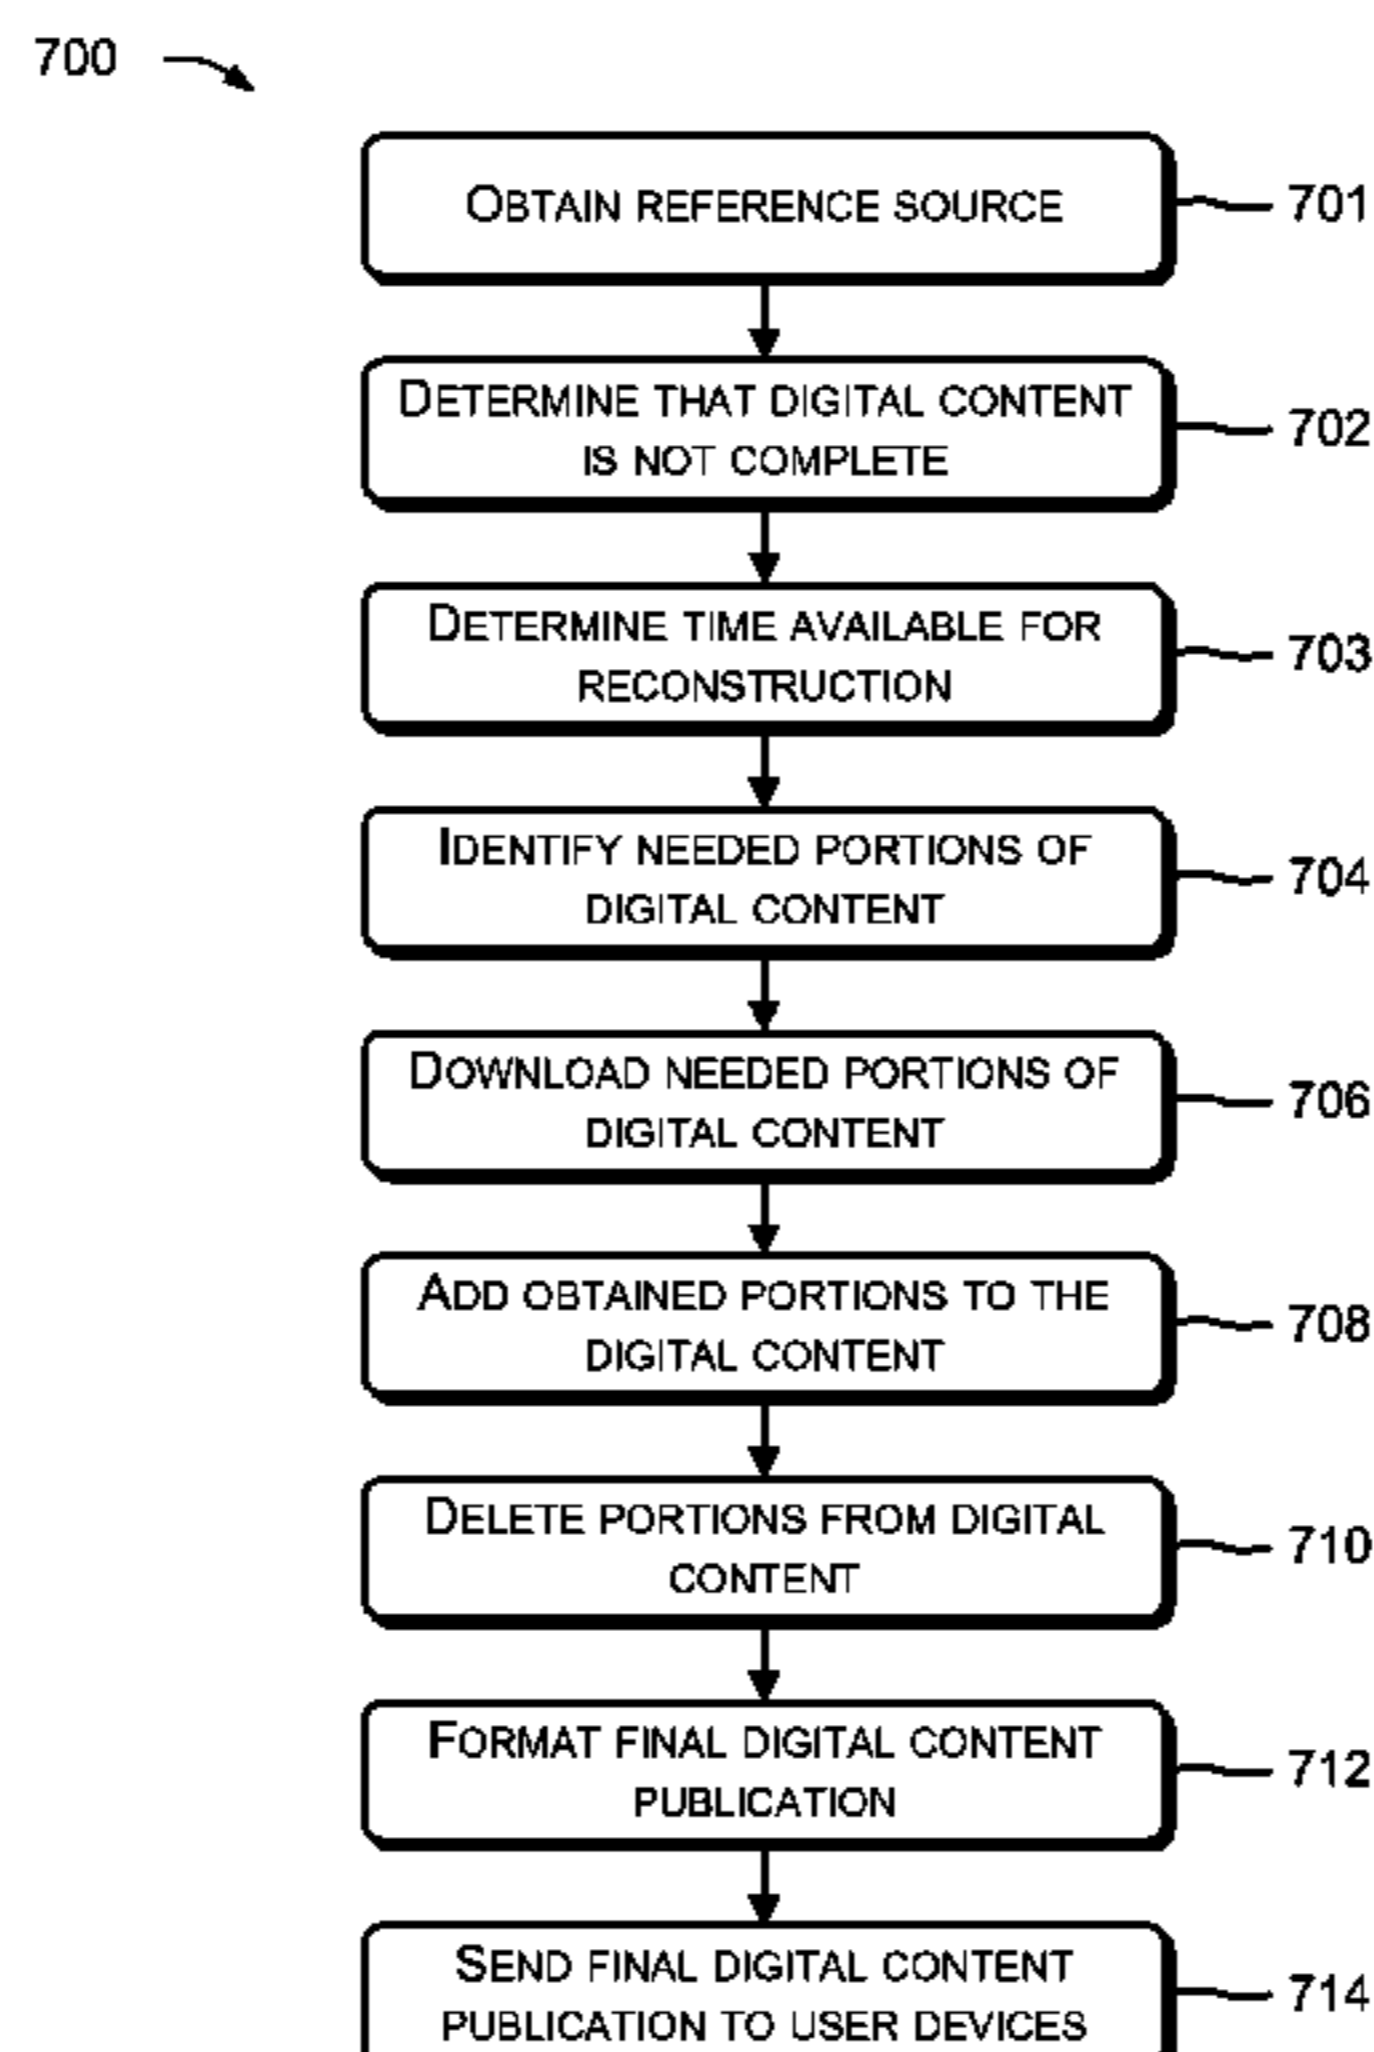 700
OBTAIN REFERENCE SOURCE
701
DETERMINE THAT DIGITAL CONTENT
IS NOT COMPLETE
702
DETERMINE TIME AVAILABLE FOR
RECONSTRUCTION
703
IDENTIFY NEEDED PORTIONS OF
DIGITAL CONTENT
704
DOWNLOAD NEEDED PORTIONS OF
DIGITAL CONTENT
706
ADD OBTAINED PORTIONS TO THE
DIGITAL CONTENT
708
DELETE PORTIONS FROM DIGITAL
CONTENT
710
FORMAT FINAL DIGITAL CONTENT
PUBLICATION
712
SEND FINAL DIGITAL CONTENT
PUBLICATION TO USER DEVICES
714